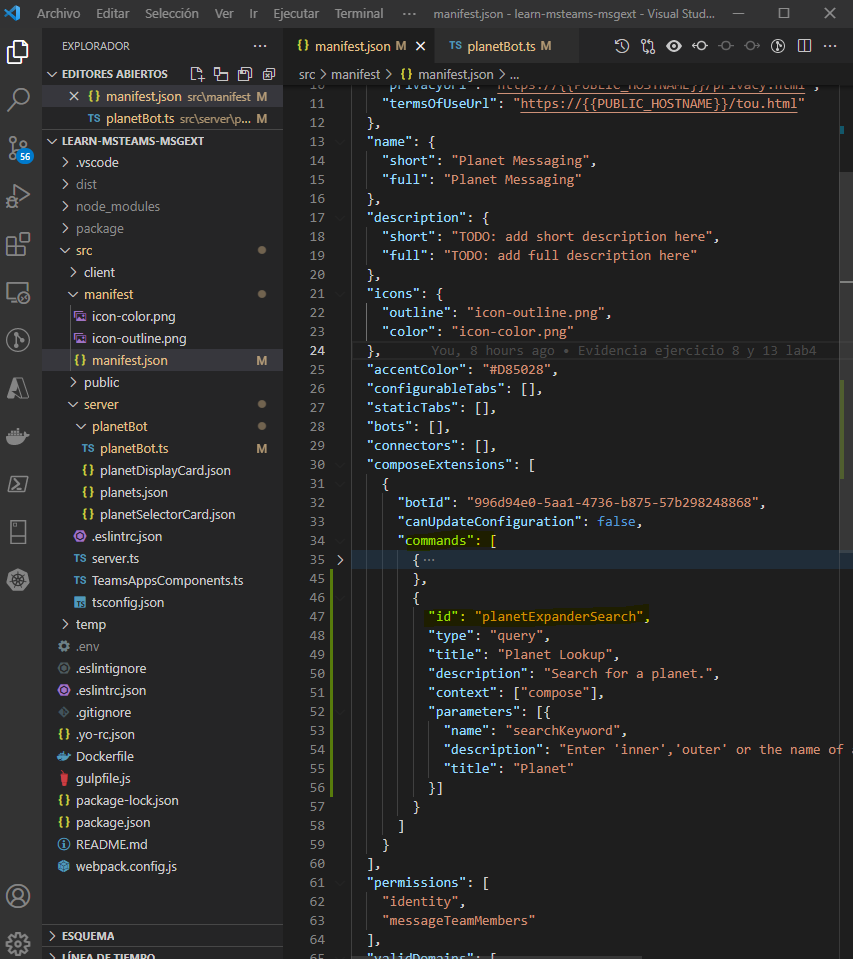 Archivo Editar Selección Ver Ir Ejecutar Terminal ··· manifest.json - learn-msteams-msgext - Visual Stud...
EXPLORADOR ···
EDITORES ABIERTOS
{} manifest.json src\manifest M
TS planetBot.ts src\server\p... M
LEARN-MSTEAMS-MSGEXT
.vscode
dist
node_modules
package
src
client
manifest
icon-color.png
icon-outline.png
{} manifest.json M
public
server
planetBot
TS planetBot.ts M
{} planetDisplayCard.json
{} planets.json
{} planetSelectorCard.json
.eslintrc.json
TS server.ts
TS TeamsAppsComponents.ts
tsconfig.json
temp
.env
.eslintignore
.eslintrc.json
.gitignore
{} .yo-rc.json
Dockerfile
gulpfile.js
{} package-lock.json
{} package.json
README.md
webpack.config.js
ESQUEMA
LÍNEA DE TIEMPO
56
{} manifest.json M TS planetBot.ts M ···
src > manifest > {} manifest.json > ...
10 "privacyUrl": "https://{{PUBLIC_HOSTNAME}}/privacy.html",
11 "termsOfUseUrl": "https://{{PUBLIC_HOSTNAME}}/tou.html"
12 },
13 "name": {
14 "short": "Planet Messaging",
15 "full": "Planet Messaging"
16 },
17 "description": {
18 "short": "TODO: add short description here",
19 "full": "TODO: add full description here"
20 },
21 "icons": {
22 "outline": "icon-outline.png",
23 "color": "icon-color.png"
24 }, You, 8 hours ago • Evidencia ejercicio 8 y 13 lab4
25 "accentColor": "#D85028",
26 "configurableTabs": [],
27 "staticTabs": [],
28 "bots": [],
29 "connectors": [],
30 "composeExtensions": [
31 {
32 "botId": "996d94e0-5aa1-4736-b875-57b298248868",
33 "canUpdateConfiguration": false,
34 "commands": [
35 { ···
45 },
46 {
47 "id": "planetExpanderSearch",
48 "type": "query",
49 "title": "Planet Lookup",
50 "description": "Search for a planet.",
51 "context": ["compose"],
52 "parameters": [{
53 "name": "searchKeyword",
54 "description": "Enter 'inner','outer' or the name of a
55 "title": "Planet"
56 }]
57 }
58 ]
59 }
60 ],
61 "permissions": [
62 "identity",
63 "messageTeamMembers"
64 ],
65 "validDomains": [